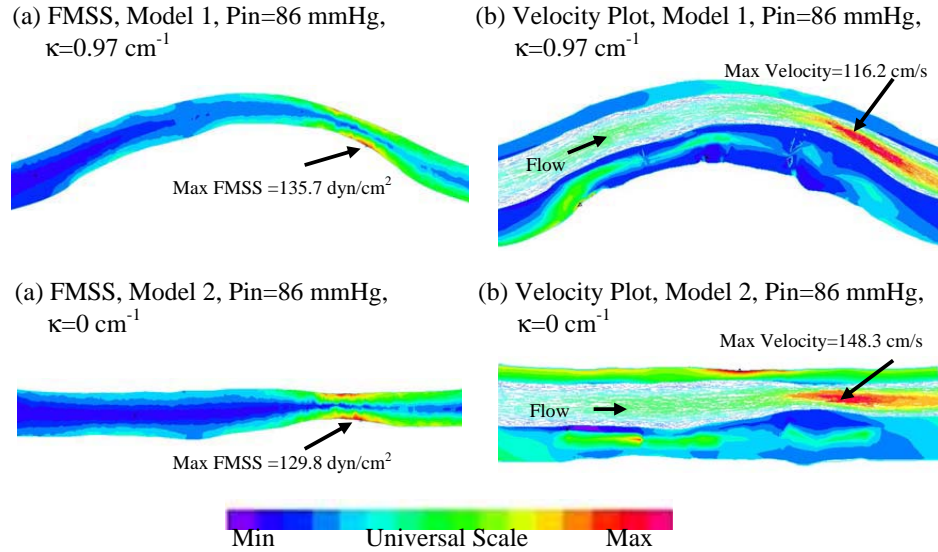 (a) FMSS, Model 1, Pin=86 mmHg,
κ=0.97 cm⁻¹
Max FMSS =135.7 dyn/cm²
(b) Velocity Plot, Model 1, Pin=86 mmHg,
κ=0.97 cm⁻¹
Max Velocity=116.2 cm/s
Flow
(a) FMSS, Model 2, Pin=86 mmHg,
κ=0 cm⁻¹
Max FMSS =129.8 dyn/cm²
(b) Velocity Plot, Model 2, Pin=86 mmHg,
κ=0 cm⁻¹
Max Velocity=148.3 cm/s
Flow
Min Universal Scale Max